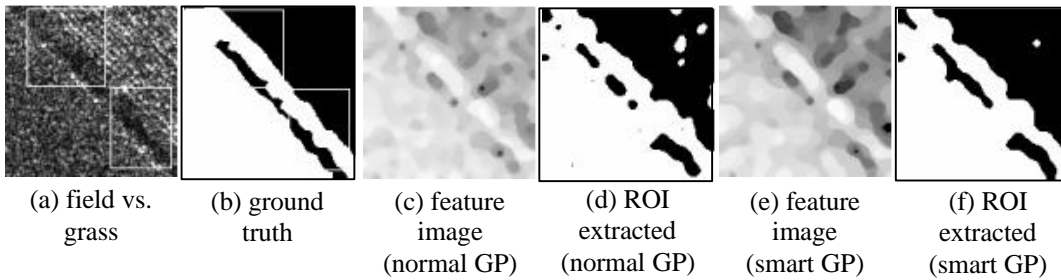 (a) field vs.
grass
(b) ground
truth
(c) feature
image
(normal GP)
(d) ROI
extracted
(normal GP)
(e) feature
image
(smart GP)
(f) ROI
extracted
(smart GP)